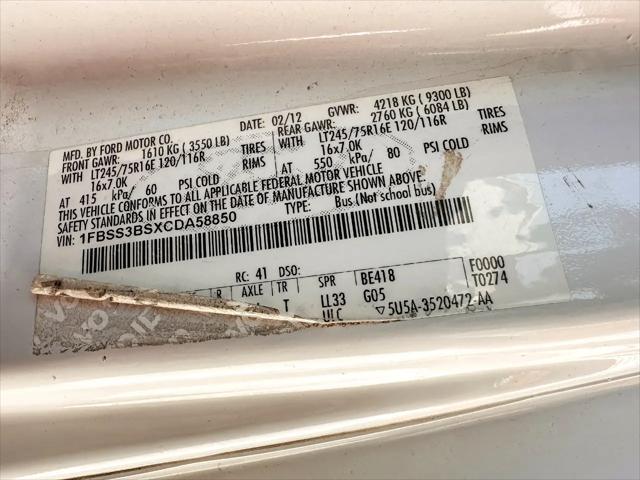 MFD. BY FORD MOTOR CO. DATE: 02/12 GVWR: 4218 KG ( 9300 LB)
FRONT GAWR: 1610 KG ( 3550 LB) REAR GAWR: 2760 KG ( 6084 LB)
WITH LT245/75R16E 120/116R TIRES WITH LT245/75R16E 120/116R TIRES
16x7.0K RIMS 16x7.0K RIMS
AT 415 kPa/ 60 PSI COLD AT 550 kPa/ 80 PSI COLD
THIS VEHICLE CONFORMS TO ALL APPLICABLE FEDERAL MOTOR VEHICLE
SAFETY STANDARDS IN EFFECT ON THE DATE OF MANUFACTURE SHOWN ABOVE.
VIN: 1FBSS3BSXCDA58850 TYPE: Bus (Not School bus)
RC: 41 DSO:
R AXLE TR SPR BE418 F0000
T LL33 G05 T0274
ULC ▽5U5A-3520472-AA